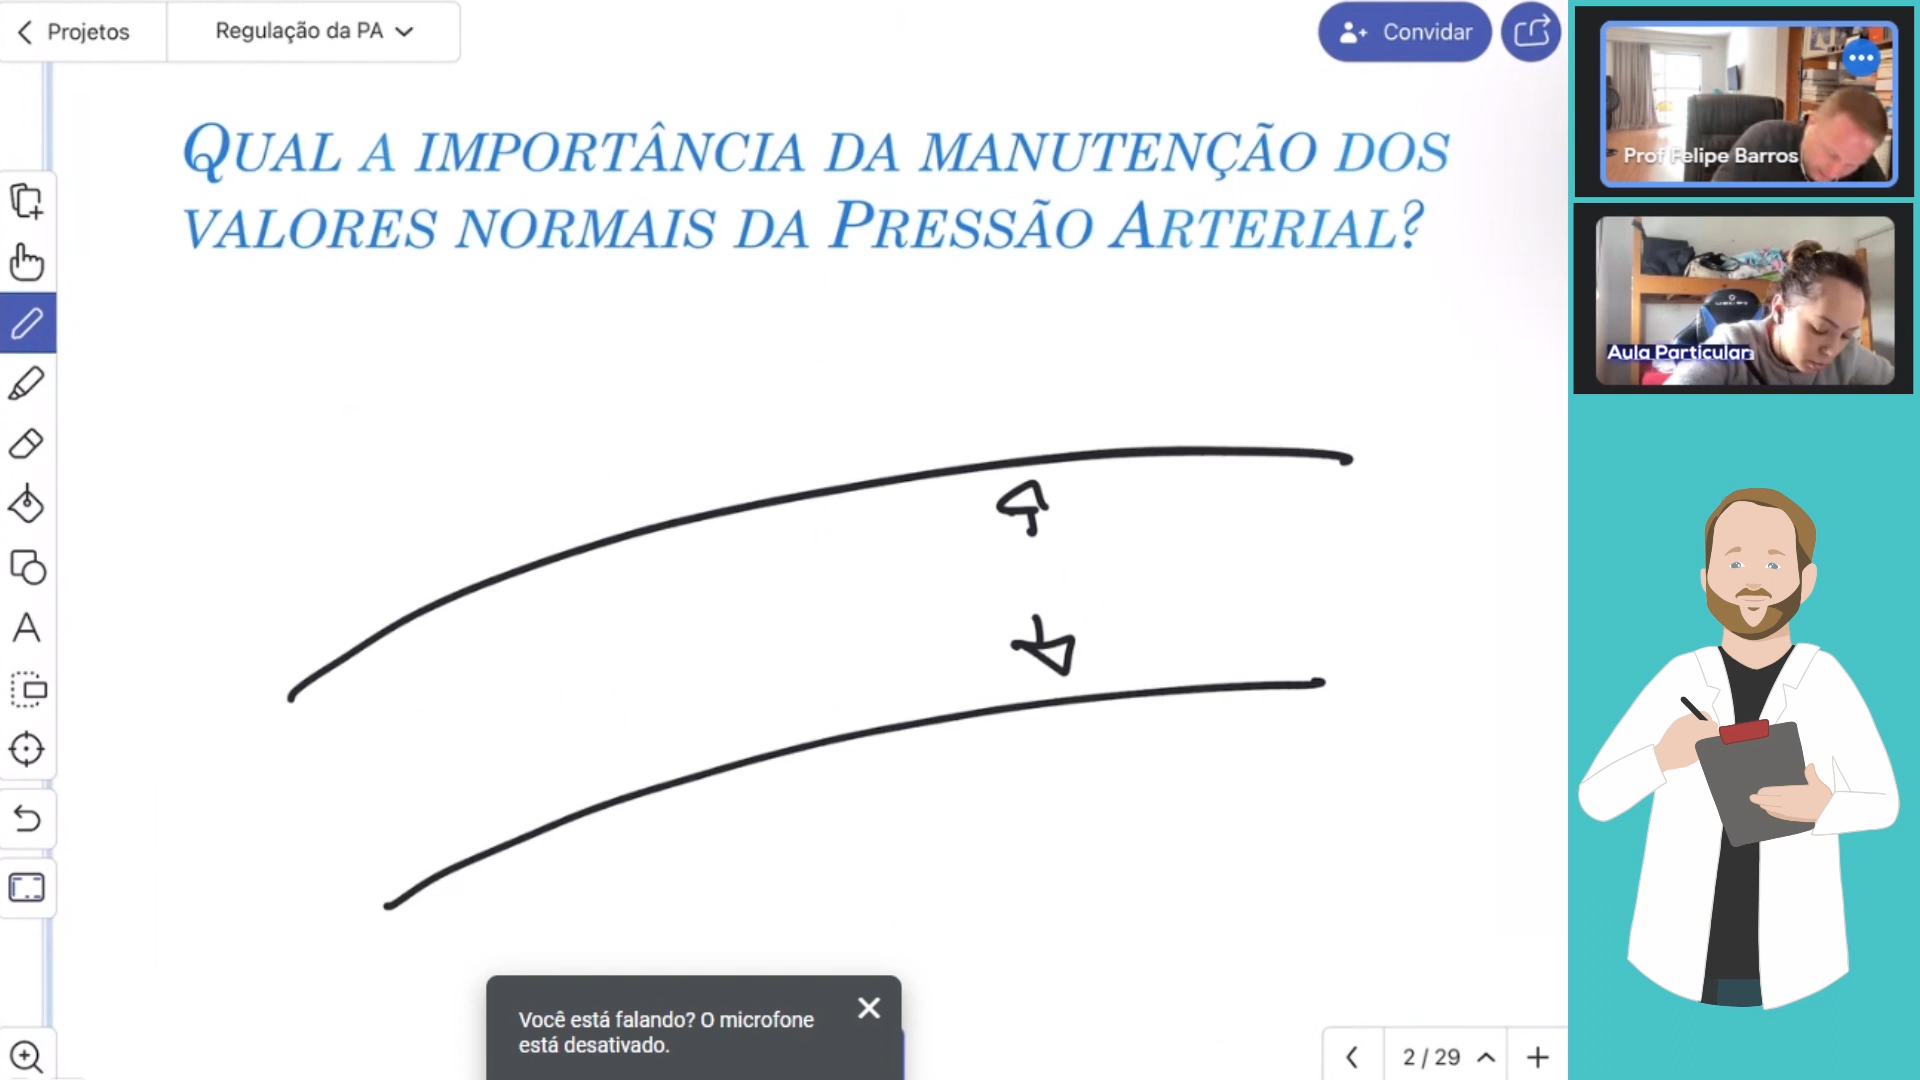 Projetos
Regulação da PA
Convidar
QUAL A IMPORTÂNCIA DA MANUTENÇÃO DOS
VALORES NORMAIS DA PRESSÃO ARTERIAL?
Prof Felipe Barros
Aula Particular
Você está falando? O microfone
está desativado.
2 / 29